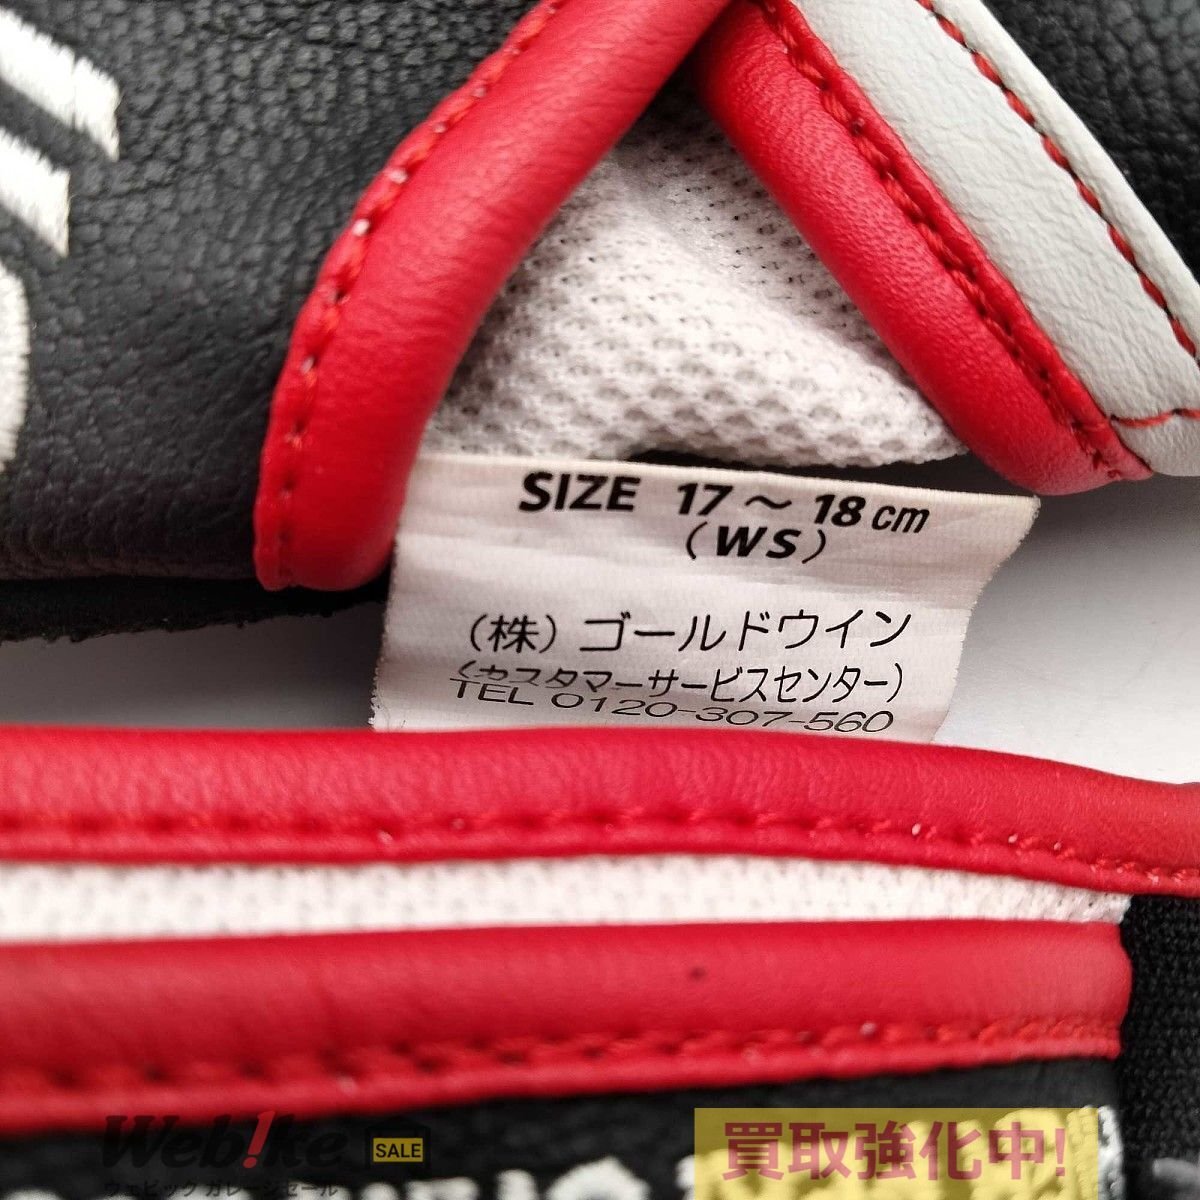 SIZE 17～18cm
(WS)
(株)ゴールドウイン
(カスタマーサービスセンター)
TEL 0120-307-560
Web!ke SALE
ウェビック ガレージセール
買取強化中!